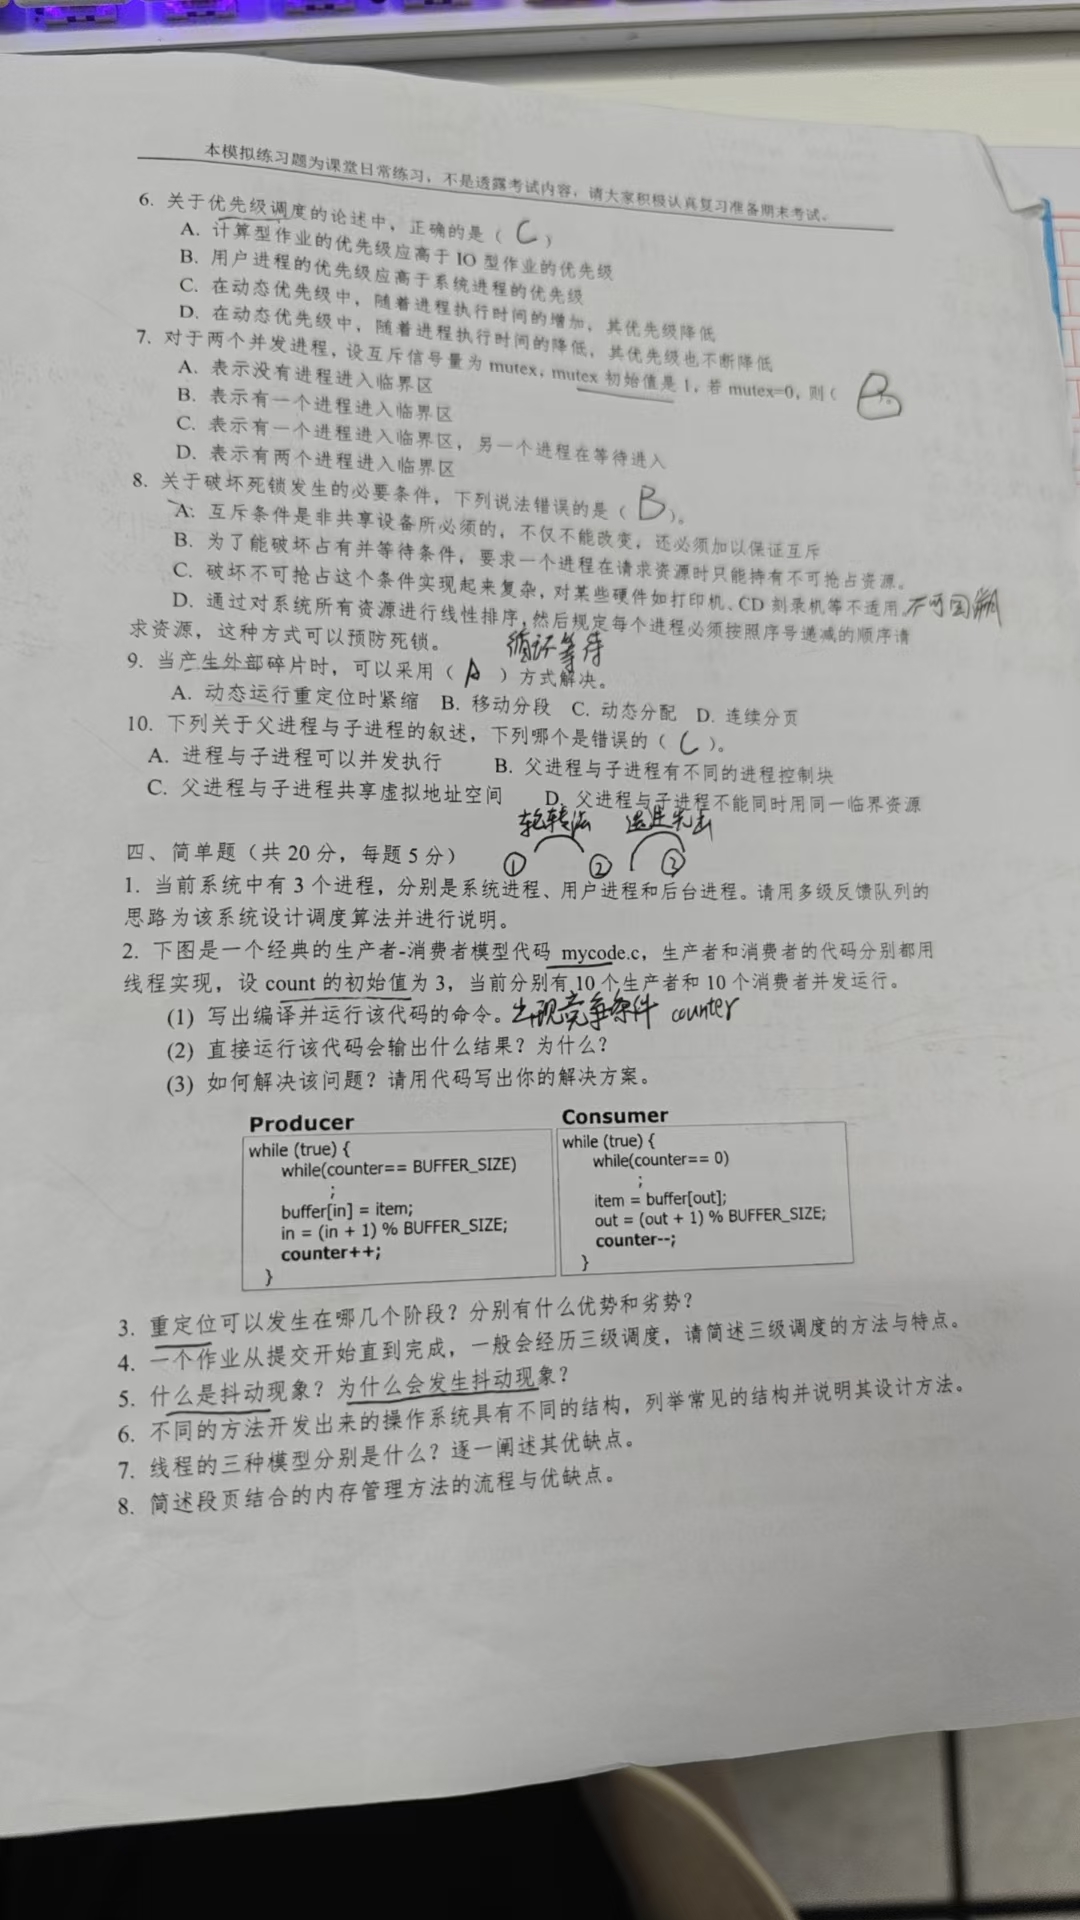 本模拟练习题为课堂日常练习，不是透露考试内容，请大家积极认真复习准备期末考试。
6. 关于优先级调度的论述中，正确的是（ C ）
A. 计算型作业的优先级应高于 IO 型作业的优先级
B. 用户进程的优先级应高于系统进程的优先级
C. 在动态优先级中，随着进程执行时间的增加，其优先级降低
D. 在动态优先级中，随着进程执行时间的降低，其优先级也不断降低
7. 对于两个并发进程，设互斥信号量为 mutex，mutex 初始值是 1，若 mutex=0，则（ B ）。
A. 表示没有进程进入临界区
B. 表示有一个进程进入临界区
C. 表示有一个进程进入临界区，另一个进程在等待进入
D. 表示有两个进程进入临界区
8. 关于破坏死锁发生的必要条件，下列说法错误的是（ B ）。
A. 互斥条件是非共享设备所必须的，不仅不能改变，还必须加以保证互斥
B. 为了能破坏占有并等待条件，要求一个进程在请求资源时只能持有不可抢占资源。
C. 破坏不可抢占这个条件实现起来复杂，对某些硬件如打印机、CD 刻录机等不适用 不可回溯
D. 通过对系统所有资源进行线性排序，然后规定每个进程必须按照序号递减的顺序请
求资源，这种方式可以预防死锁。 循环等待
9. 当产生外部碎片时，可以采用（ A ）方式解决。
A. 动态运行重定位时紧缩 B. 移动分段 C. 动态分配 D. 连续分页
10. 下列关于父进程与子进程的叙述，下列哪个是错误的（ C ）。
A. 进程与子进程可以并发执行 B. 父进程与子进程有不同的进程控制块
C. 父进程与子进程共享虚拟地址空间 D. 父进程与子进程不能同时用同一临界资源
轮转法 先进先出
四、简单题（共 20 分，每题 5 分） ① ② ③
1. 当前系统中有 3 个进程，分别是系统进程、用户进程和后台进程。请用多级反馈队列的
思路为该系统设计调度算法并进行说明。
2. 下图是一个经典的生产者-消费者模型代码 mycode.c，生产者和消费者的代码分别都用
线程实现，设 count 的初始值为 3，当前分别有 10 个生产者和 10 个消费者并发运行。
(1) 写出编译并运行该代码的命令。 出现竞争条件 counter
(2) 直接运行该代码会输出什么结果？为什么？
(3) 如何解决该问题？请用代码写出你的解决方案。
Producer
while (true) {
while(counter== BUFFER_SIZE)
;
buffer[in] = item;
in = (in + 1) % BUFFER_SIZE;
counter++;
}
Consumer
while (true) {
while(counter== 0)
;
item = buffer[out];
out = (out + 1) % BUFFER_SIZE;
counter--;
}
3. 重定位可以发生在哪几个阶段？分别有什么优势和劣势？
4. 一个作业从提交开始直到完成，一般会经历三级调度，请简述三级调度的方法与特点。
5. 什么是抖动现象？为什么会发生抖动现象？
6. 不同的方法开发出来的操作系统具有不同的结构，列举常见的结构并说明其设计方法。
7. 线程的三种模型分别是什么？逐一阐述其优缺点。
8. 简述段页结合的内存管理方法的流程与优缺点。